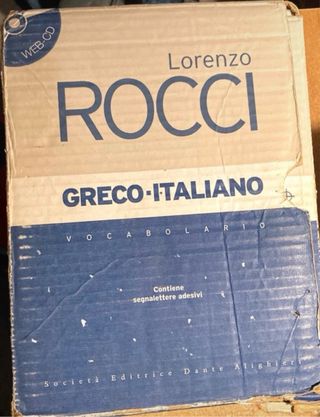 WEB-CD
Lorenzo
ROCCI
GRECO-ITALIANO
VOCABOLARIO
Contiene
segnalettere adesivi
Società Editrice Dante Alighieri